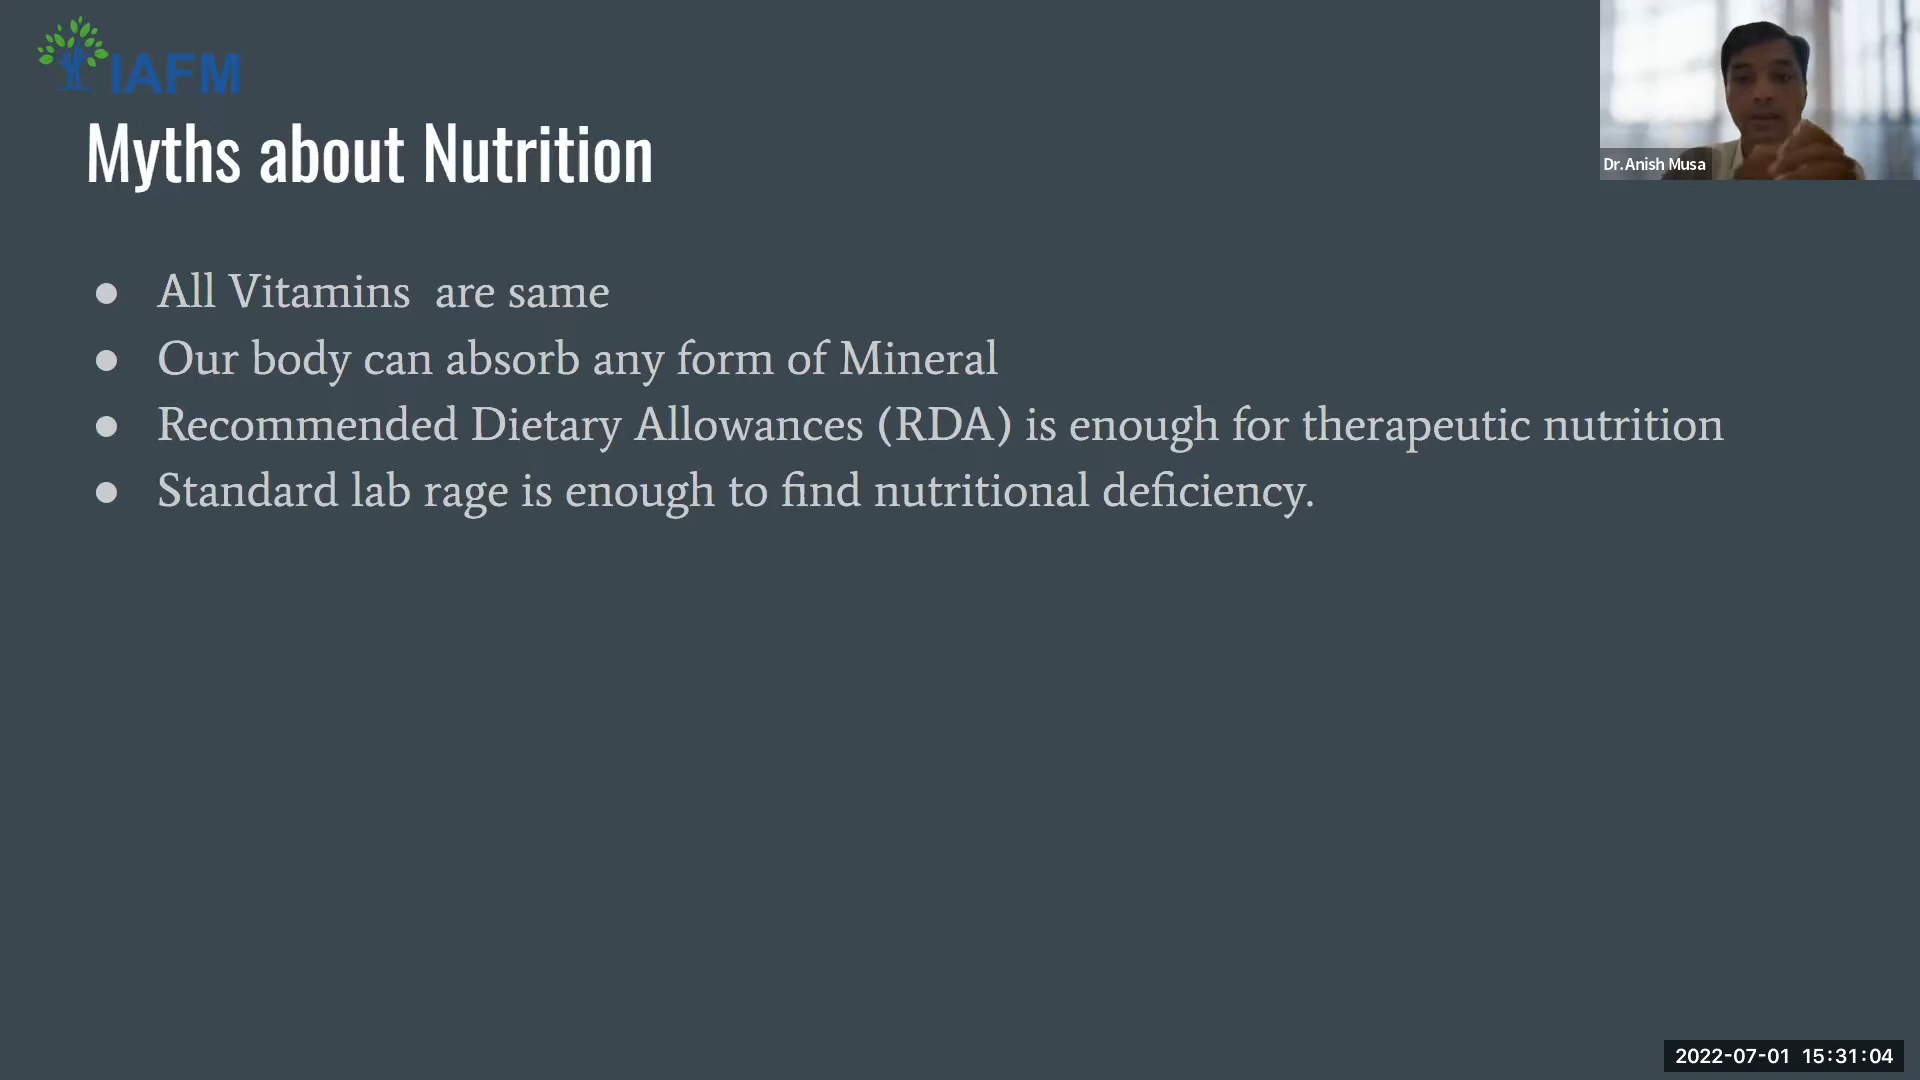 IAFM
Myths about Nutrition
Dr. Anish Musa
● All Vitamins are same
● Our body can absorb any form of Mineral
● Recommended Dietary Allowances (RDA) is enough for therapeutic nutrition
● Standard lab rage is enough to find nutritional deficiency.
2022-07-01 15:31:04